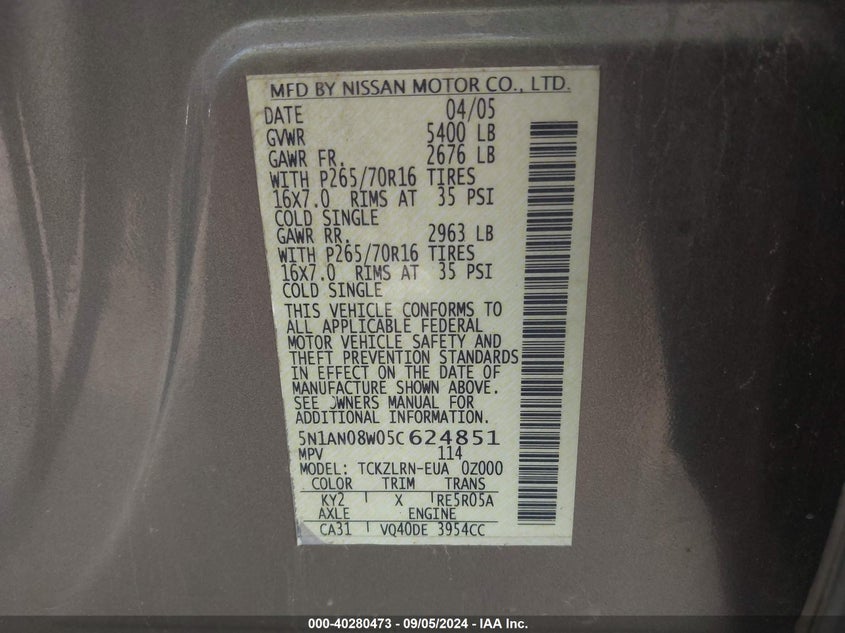 MFD BY NISSAN MOTOR CO., LTD.
DATE 04/05
GVWR 5400 LB
GAWR FR. 2676 LB
WITH P265/70R16 TIRES
16X7.0 RIMS AT 35 PSI
COLD SINGLE
GAWR RR. 2963 LB
WITH P265/70R16 TIRES
16X7.0 RIMS AT 35 PSI
COLD SINGLE
THIS VEHICLE CONFORMS TO
ALL APPLICABLE FEDERAL
MOTOR VEHICLE SAFETY AND
THEFT PREVENTION STANDARDS
IN EFFECT ON THE DATE OF
MANUFACTURE SHOWN ABOVE.
SEE OWNERS MANUAL FOR
ADDITIONAL INFORMATION.
5N1AN08W05C624851
MPV 114
MODEL: TCKZLRN-EUA 0Z000
COLOR TRIM TRANS
KY2 X RE5R05A
AXLE ENGINE
CA31 VQ40DE 3954CC
000-40280473 - 09/05/2024 - IAA Inc.